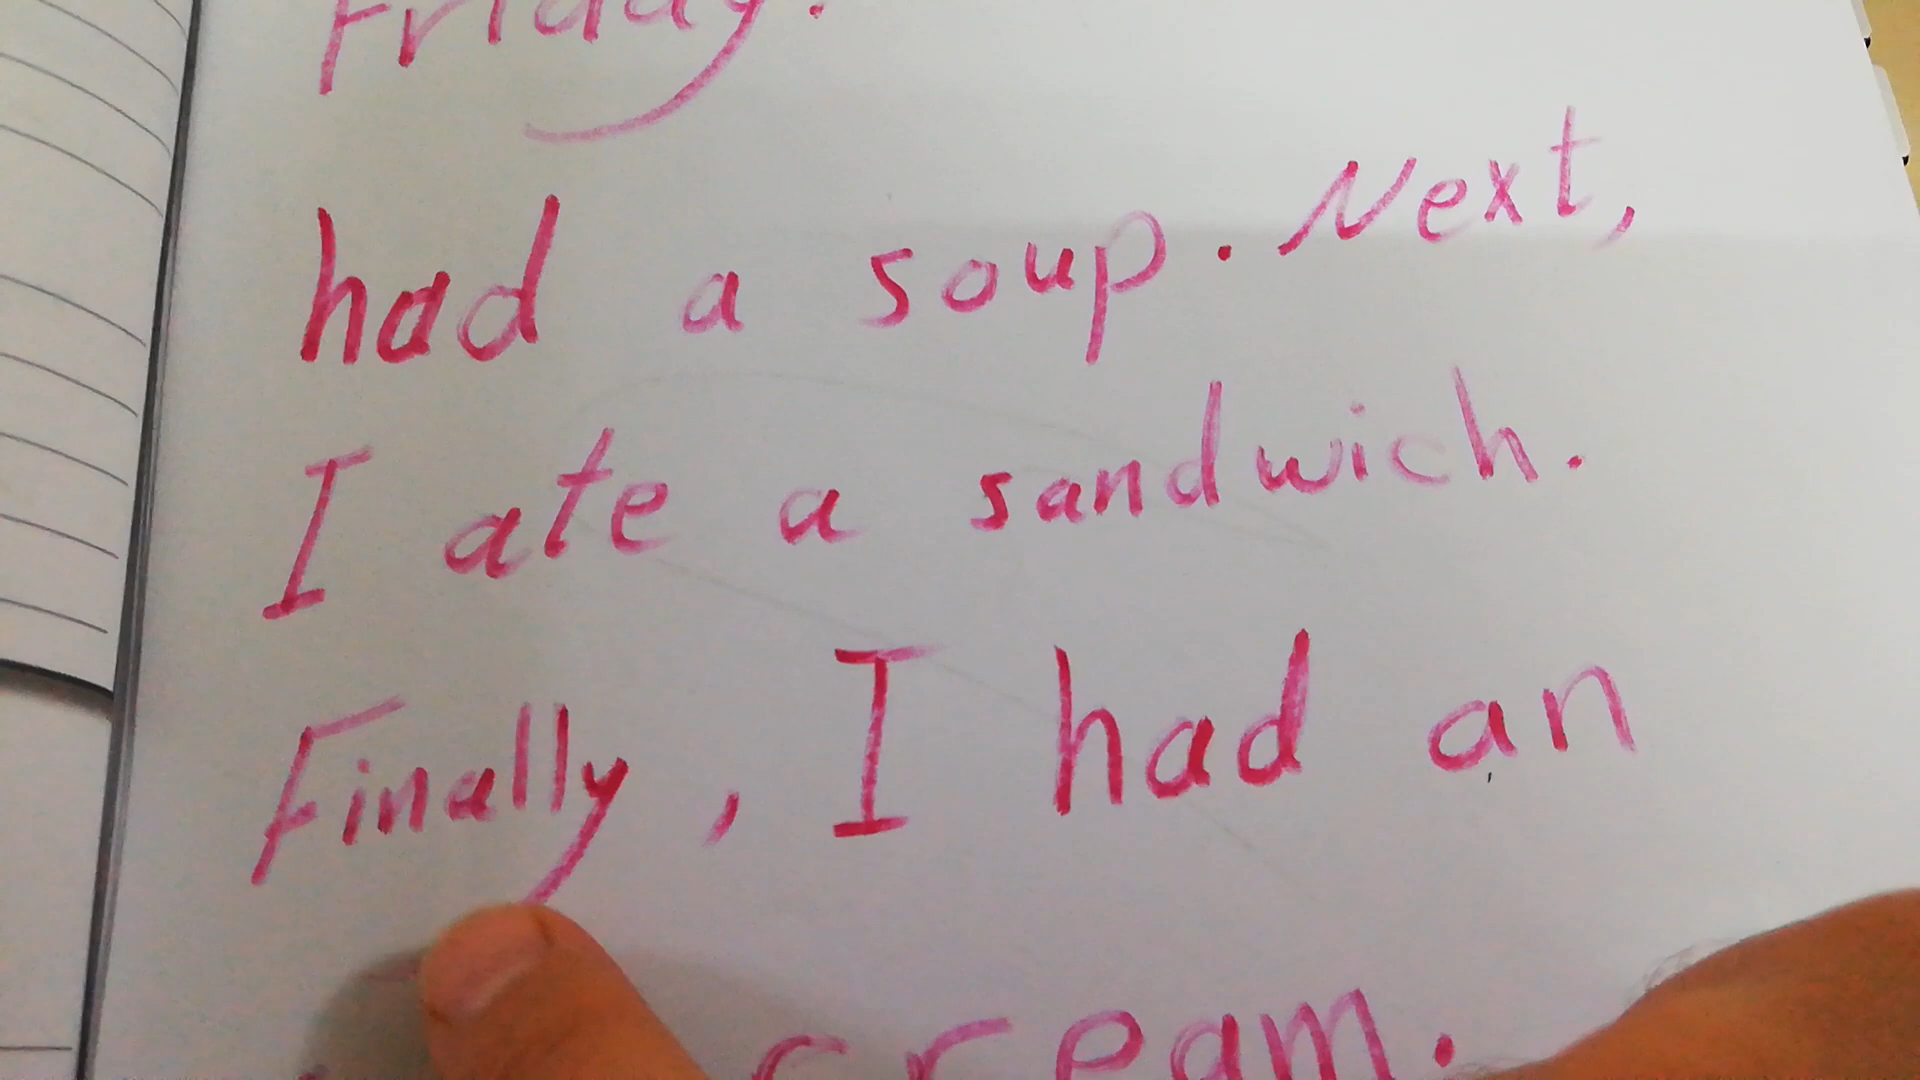 Friday.
had a soup. Next,
I ate a sandwich.
Finally, I had an
cream.